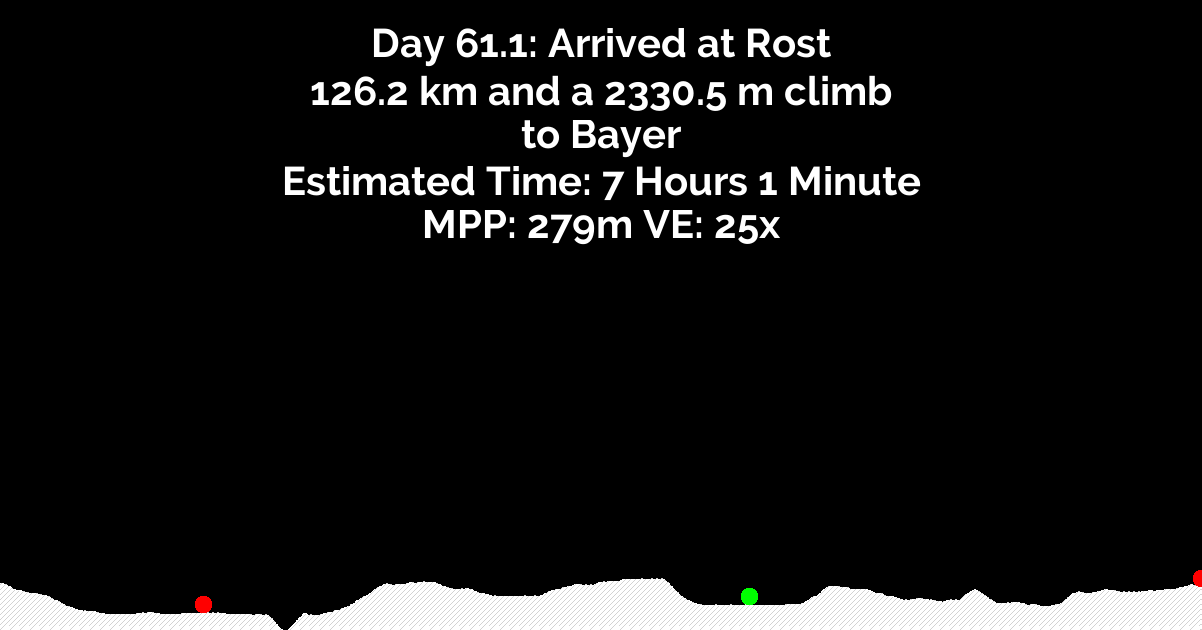 Day 61.1: Arrived at Rost
126.2 km and a 2330.5 m climb
to Bayer
Estimated Time: 7 Hours 1 Minute
MPP: 279m VE: 25x